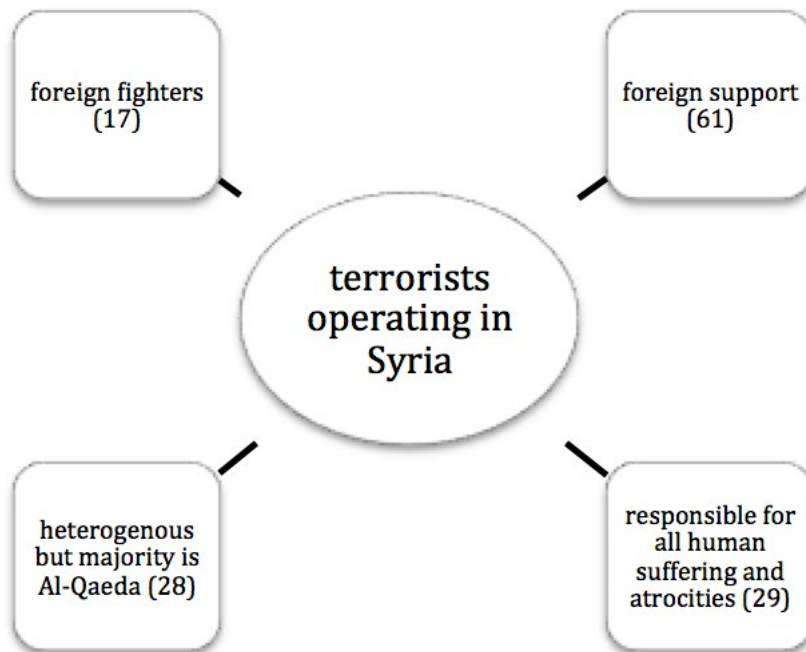 foreign fighters
(17)
foreign support
(61)
terrorists
operating in
Syria
heterogenous
but majority is
Al-Qaeda (28)
responsible for
all human
suffering and
atrocities (29)